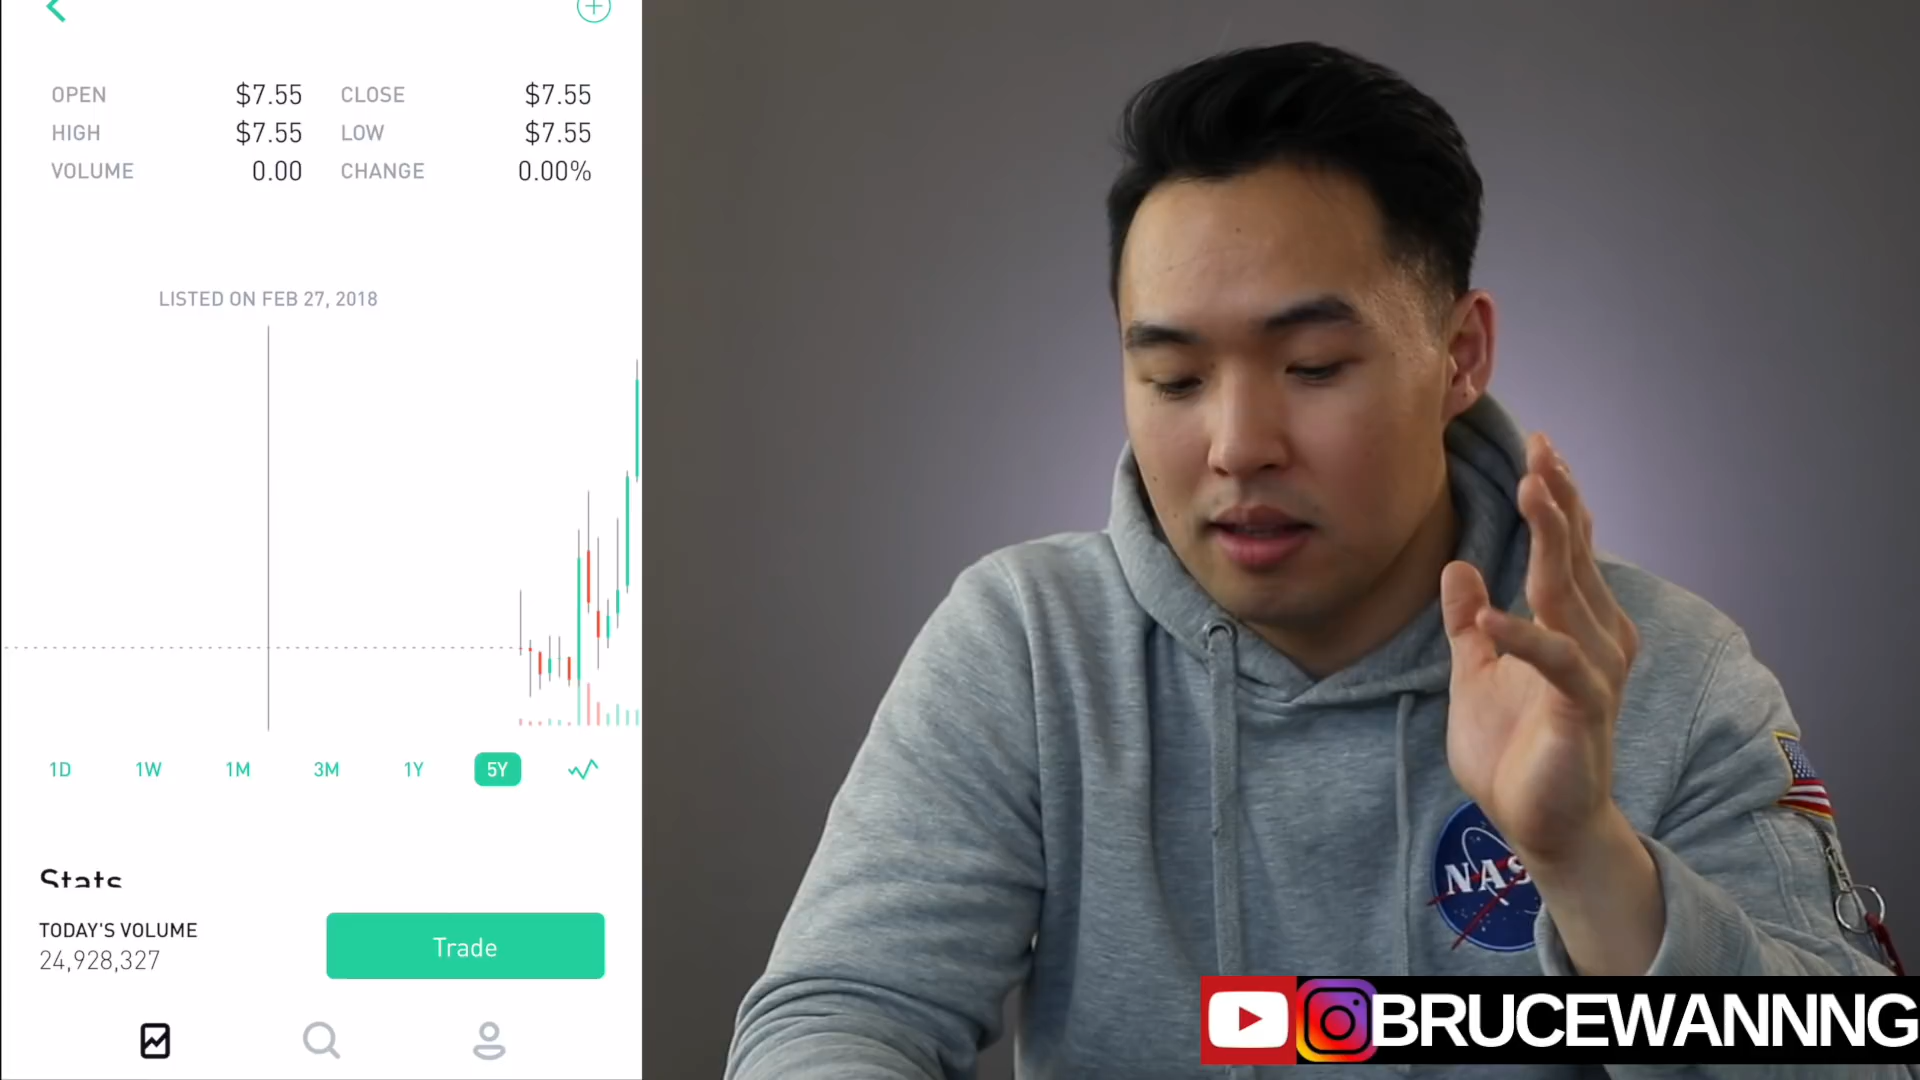 OPEN $7.55 CLOSE $7.55
HIGH $7.55 LOW $7.55
VOLUME 0.00 CHANGE 0.00%
LISTED ON FEB 27, 2018
1D 1W 1M 3M 1Y 5Y
Stats
TODAY'S VOLUME
24,928,327
Trade
NAS
BRUCEWANNNG